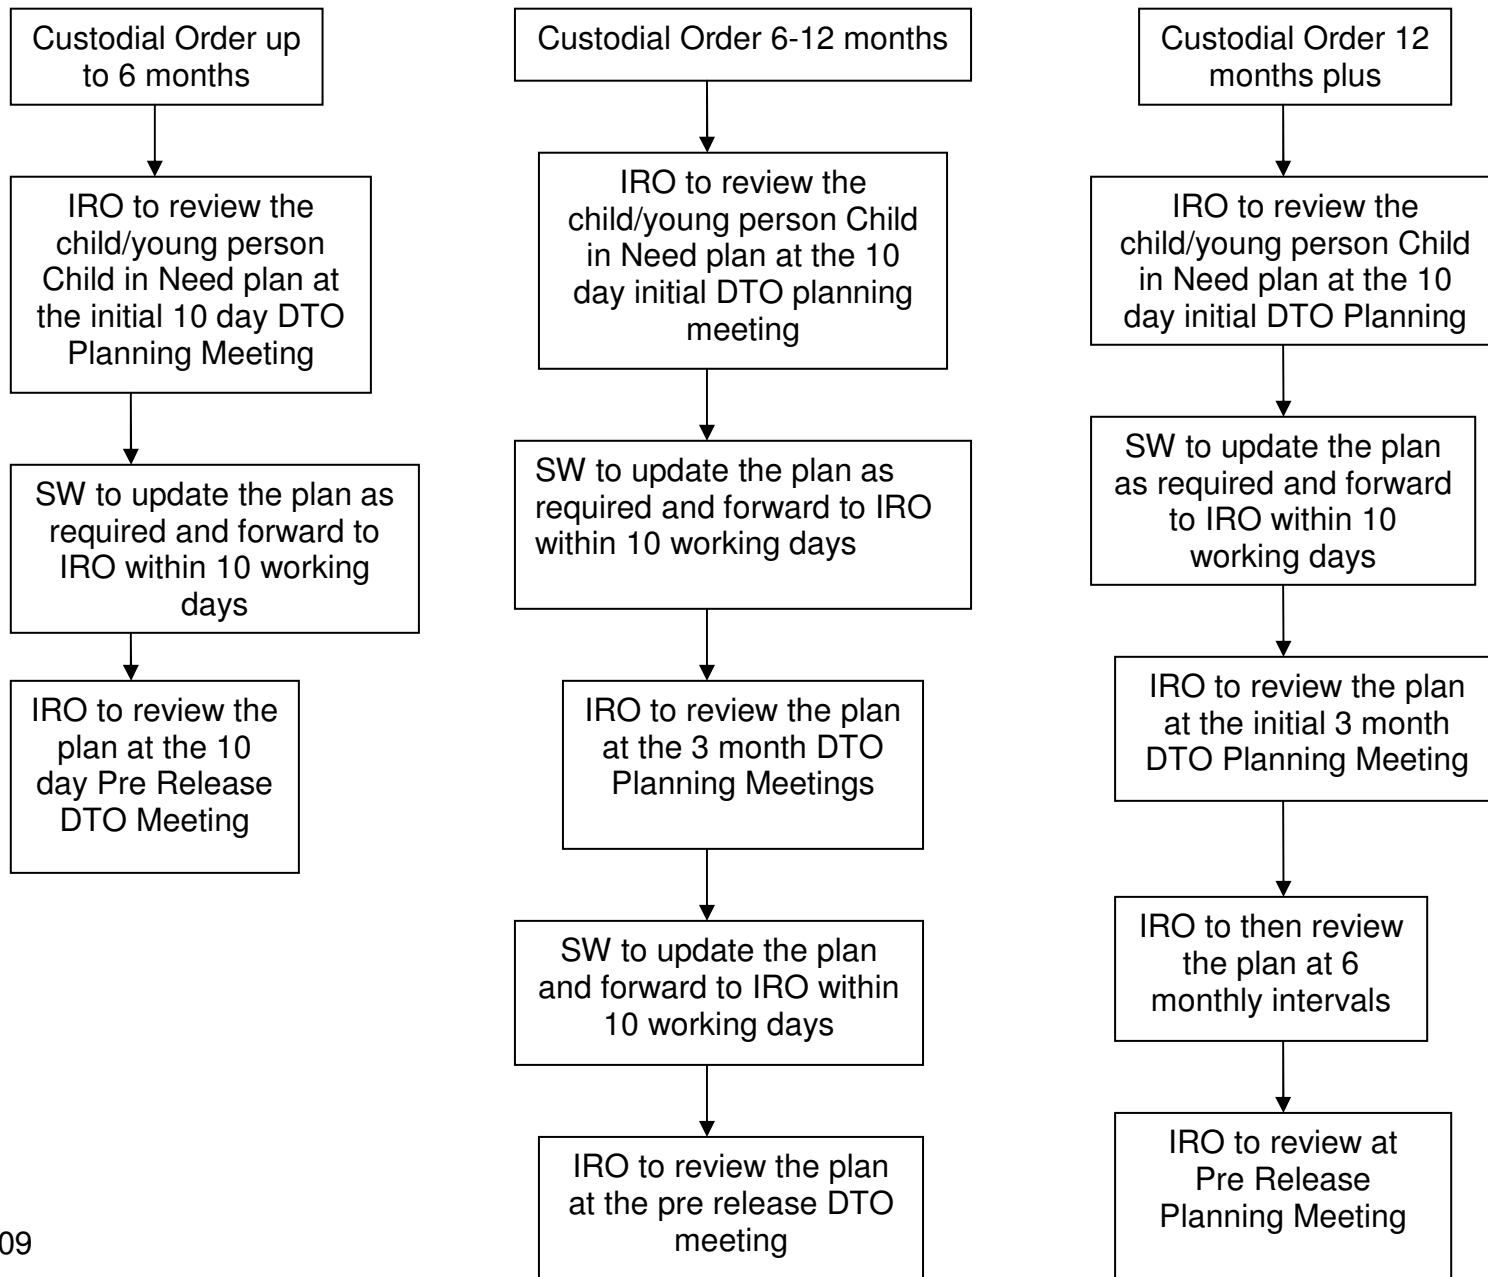 Custodial Order up
to 6 months
IRO to review the
child/young person
Child in Need plan at
the initial 10 day DTO
Planning Meeting
SW to update the plan as
required and forward to
IRO within 10 working
days
IRO to review the
plan at the 10
day Pre Release
DTO Meeting
Custodial Order 6-12 months
IRO to review the
child/young person Child
in Need plan at the 10
day initial DTO planning
meeting
SW to update the plan as
required and forward to IRO
within 10 working days
IRO to review the plan
at the 3 month DTO
Planning Meetings
SW to update the plan
and forward to IRO within
10 working days
IRO to review the plan
at the pre release DTO
meeting
Custodial Order 12
months plus
IRO to review the
child/young person Child
in Need plan at the 10
day initial DTO Planning
SW to update the plan
as required and forward
to IRO within 10
working days
IRO to review the plan
at the initial 3 month
DTO Planning Meeting
IRO to then review
the plan at 6
monthly intervals
IRO to review at
Pre Release
Planning Meeting
09